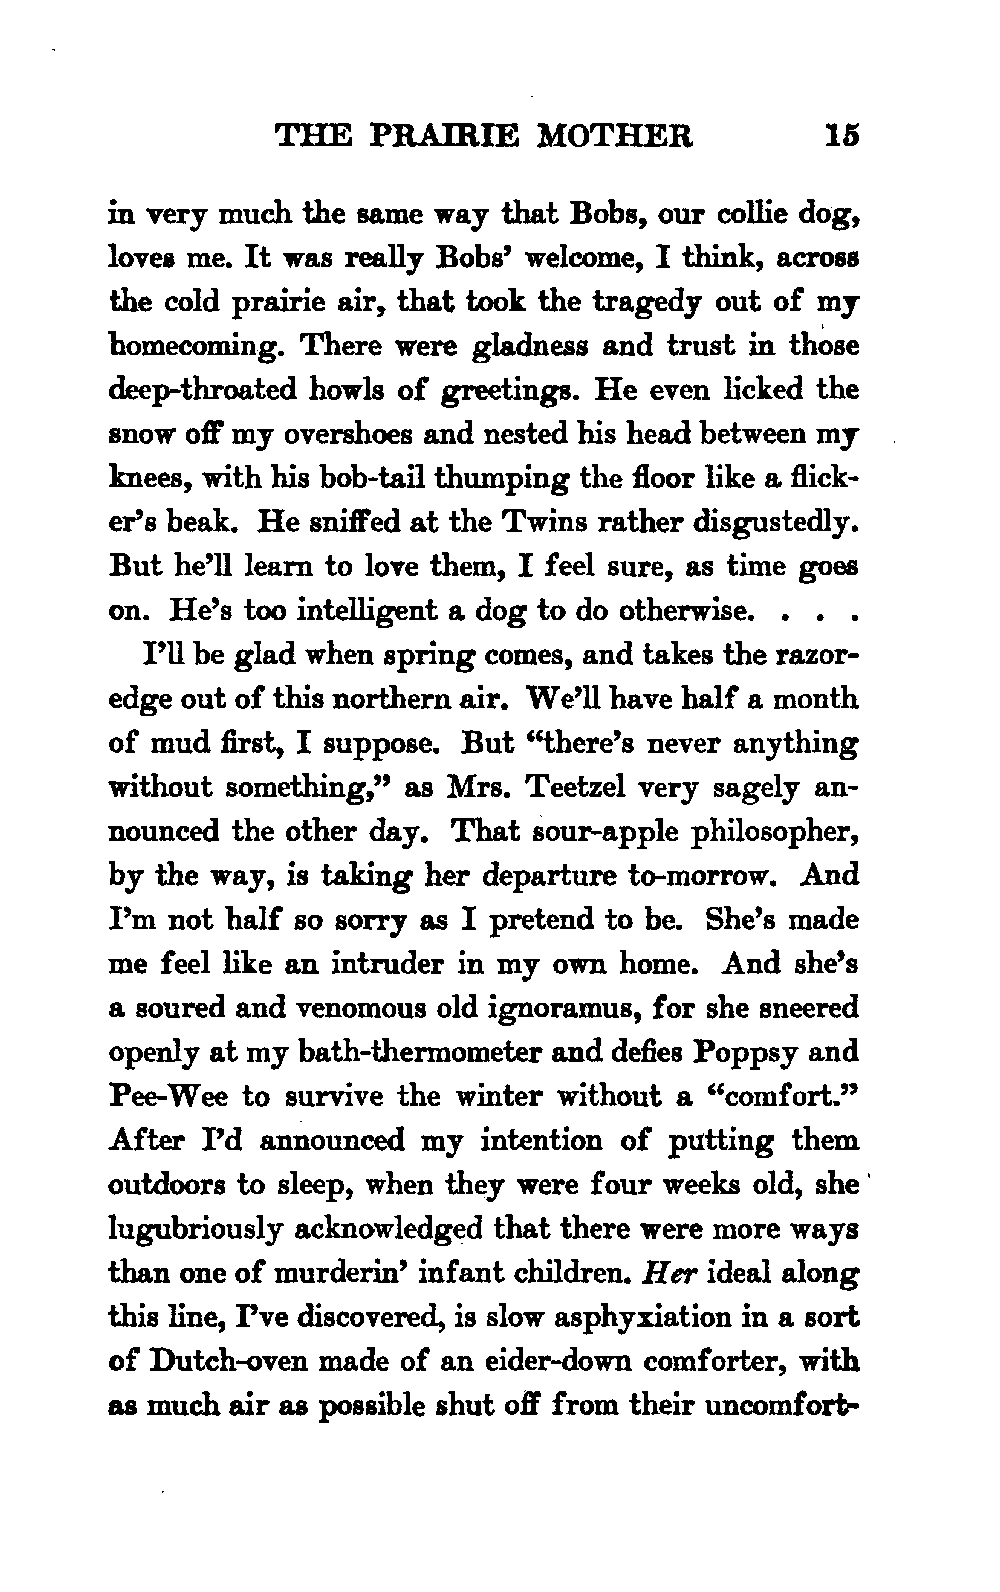 THE PRAIRIE MOTHER 15
in very much the same way that Bobs, our collie dog,
loves me. It was really Bobs' welcome, I think, across
the cold prairie air, that took the tragedy out of my
homecoming. There were gladness and trust in those
deep-throated howls of greetings. He even licked the
snow off my overshoes and nested his head between my
knees, with his bob-tail thumping the floor like a flick-
er's beak. He sniffed at the Twins rather disgustedly.
But he'll learn to love them, I feel sure, as time goes
on. He's too intelligent a dog to do otherwise. . . .
I'll be glad when spring comes, and takes the razor-
edge out of this northern air. We'll have half a month
of mud first, I suppose. But “there's never anything
without something,” as Mrs. Teetzel very sagely an-
nounced the other day. That sour-apple philosopher,
by the way, is taking her departure to-morrow. And
I'm not half so sorry as I pretend to be. She's made
me feel like an intruder in my own home. And she's
a soured and venomous old ignoramus, for she sneered
openly at my bath-thermometer and defies Poppsy and
Pee-Wee to survive the winter without a “comfort.”
After I'd announced my intention of putting them
outdoors to sleep, when they were four weeks old, she
lugubriously acknowledged that there were more ways
than one of murderin' infant children. Her ideal along
this line, I've discovered, is slow asphyxiation in a sort
of Dutch-oven made of an eider-down comforter, with
as much air as possible shut off from their uncomfort-